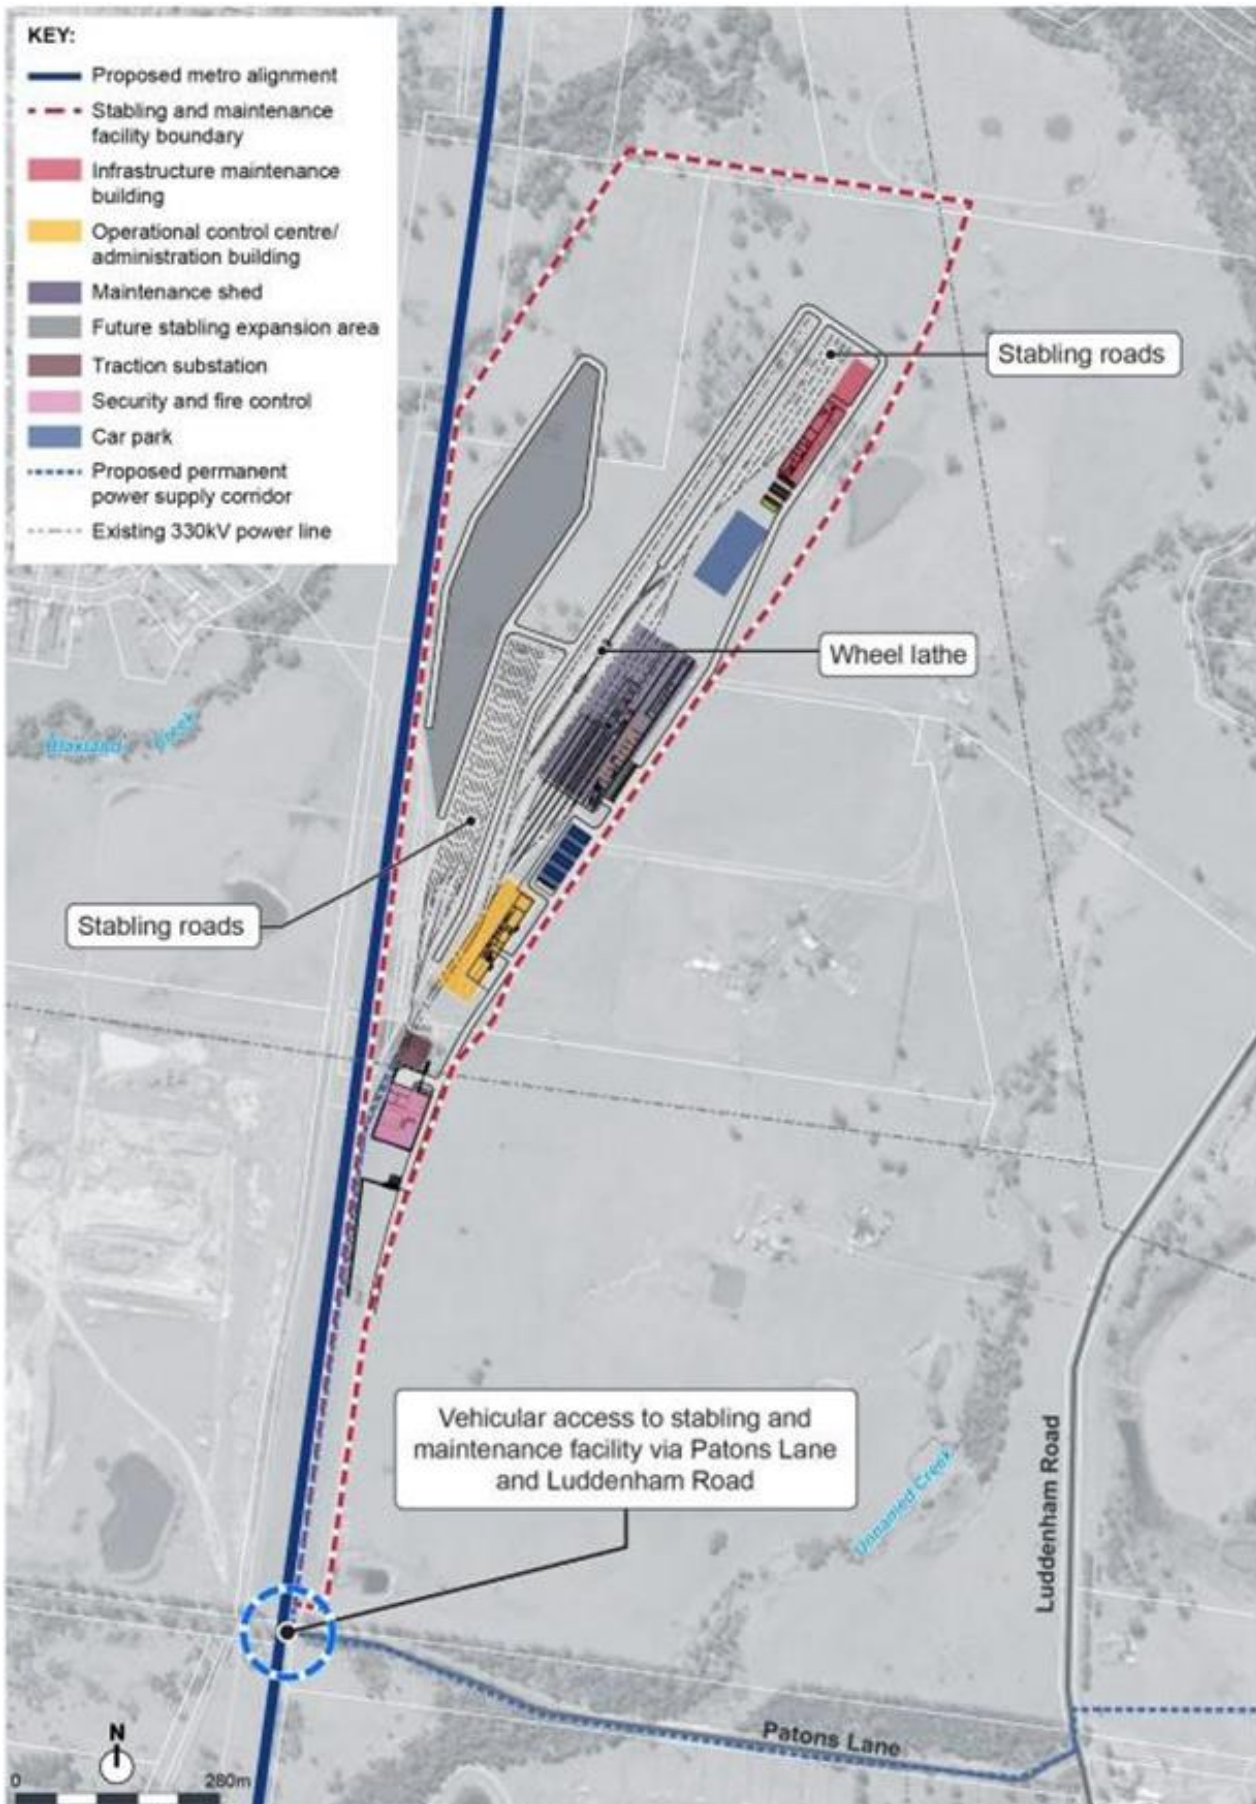 KEY:
Proposed metro alignment
Stabling and maintenance
facility boundary
Infrastructure maintenance
building
Operational control centre/
administration building
Maintenance shed
Future stabling expansion area
Traction substation
Security and fire control
Car park
Proposed permanent
power supply corridor
Existing 330kV power line
Stabling roads
Wheel lathe
Creek
Stabling roads
Vehicular access to stabling and
maintenance facility via Patons Lane
and Luddenham Road
Unnamed Creek
Luddenham Road
Patons Lane
N
0
280m